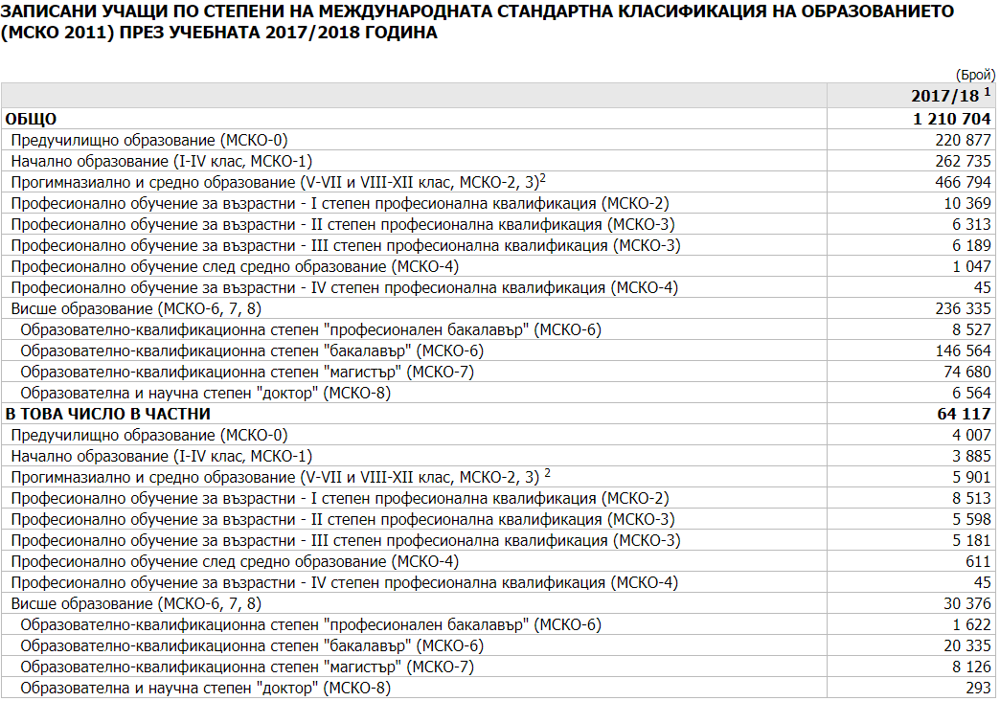 ЗАПИСАНИ УЧАЩИ ПО СТЕПЕНИ НА МЕЖДУНАРОДНАТА СТАНДАРТНА КЛАСИФИКАЦИЯ НА ОБРАЗОВАНИЕТО
(МСКО 2011) ПРЕЗ УЧЕБНАТА 2017/2018 ГОДИНА
(Брой)
2017/18 ¹
ОБЩО 1 210 704
Предучилищно образование (МСКО-0) 220 877
Начално образование (I-IV клас, МСКО-1) 262 735
Прогимназиално и средно образование (V-VII и VIII-XII клас, МСКО-2, 3)² 466 794
Професионално обучение за възрастни - I степен професионална квалификация (МСКО-2) 10 369
Професионално обучение за възрастни - II степен професионална квалификация (МСКО-3) 6 313
Професионално обучение за възрастни - III степен професионална квалификация (МСКО-3) 6 189
Професионално обучение след средно образование (МСКО-4) 1 047
Професионално обучение за възрастни - IV степен професионална квалификация (МСКО-4) 45
Висше образование (МСКО-6, 7, 8) 236 335
Образователно-квалификационна степен "професионален бакалавър" (МСКО-6) 8 527
Образователно-квалификационна степен "бакалавър" (МСКО-6) 146 564
Образователно-квалификационна степен "магистър" (МСКО-7) 74 680
Образователна и научна степен "доктор" (МСКО-8) 6 564
В ТОВА ЧИСЛО В ЧАСТНИ 64 117
Предучилищно образование (МСКО-0) 4 007
Начално образование (I-IV клас, МСКО-1) 3 885
Прогимназиално и средно образование (V-VII и VIII-XII клас, МСКО-2, 3) ² 5 901
Професионално обучение за възрастни - I степен професионална квалификация (МСКО-2) 8 513
Професионално обучение за възрастни - II степен професионална квалификация (МСКО-3) 5 598
Професионално обучение за възрастни - III степен професионална квалификация (МСКО-3) 5 181
Професионално обучение след средно образование (МСКО-4) 611
Професионално обучение за възрастни - IV степен професионална квалификация (МСКО-4) 45
Висше образование (МСКО-6, 7, 8) 30 376
Образователно-квалификационна степен "професионален бакалавър" (МСКО-6) 1 622
Образователно-квалификационна степен "бакалавър" (МСКО-6) 20 335
Образователно-квалификационна степен "магистър" (МСКО-7) 8 126
Образователна и научна степен "доктор" (МСКО-8) 293